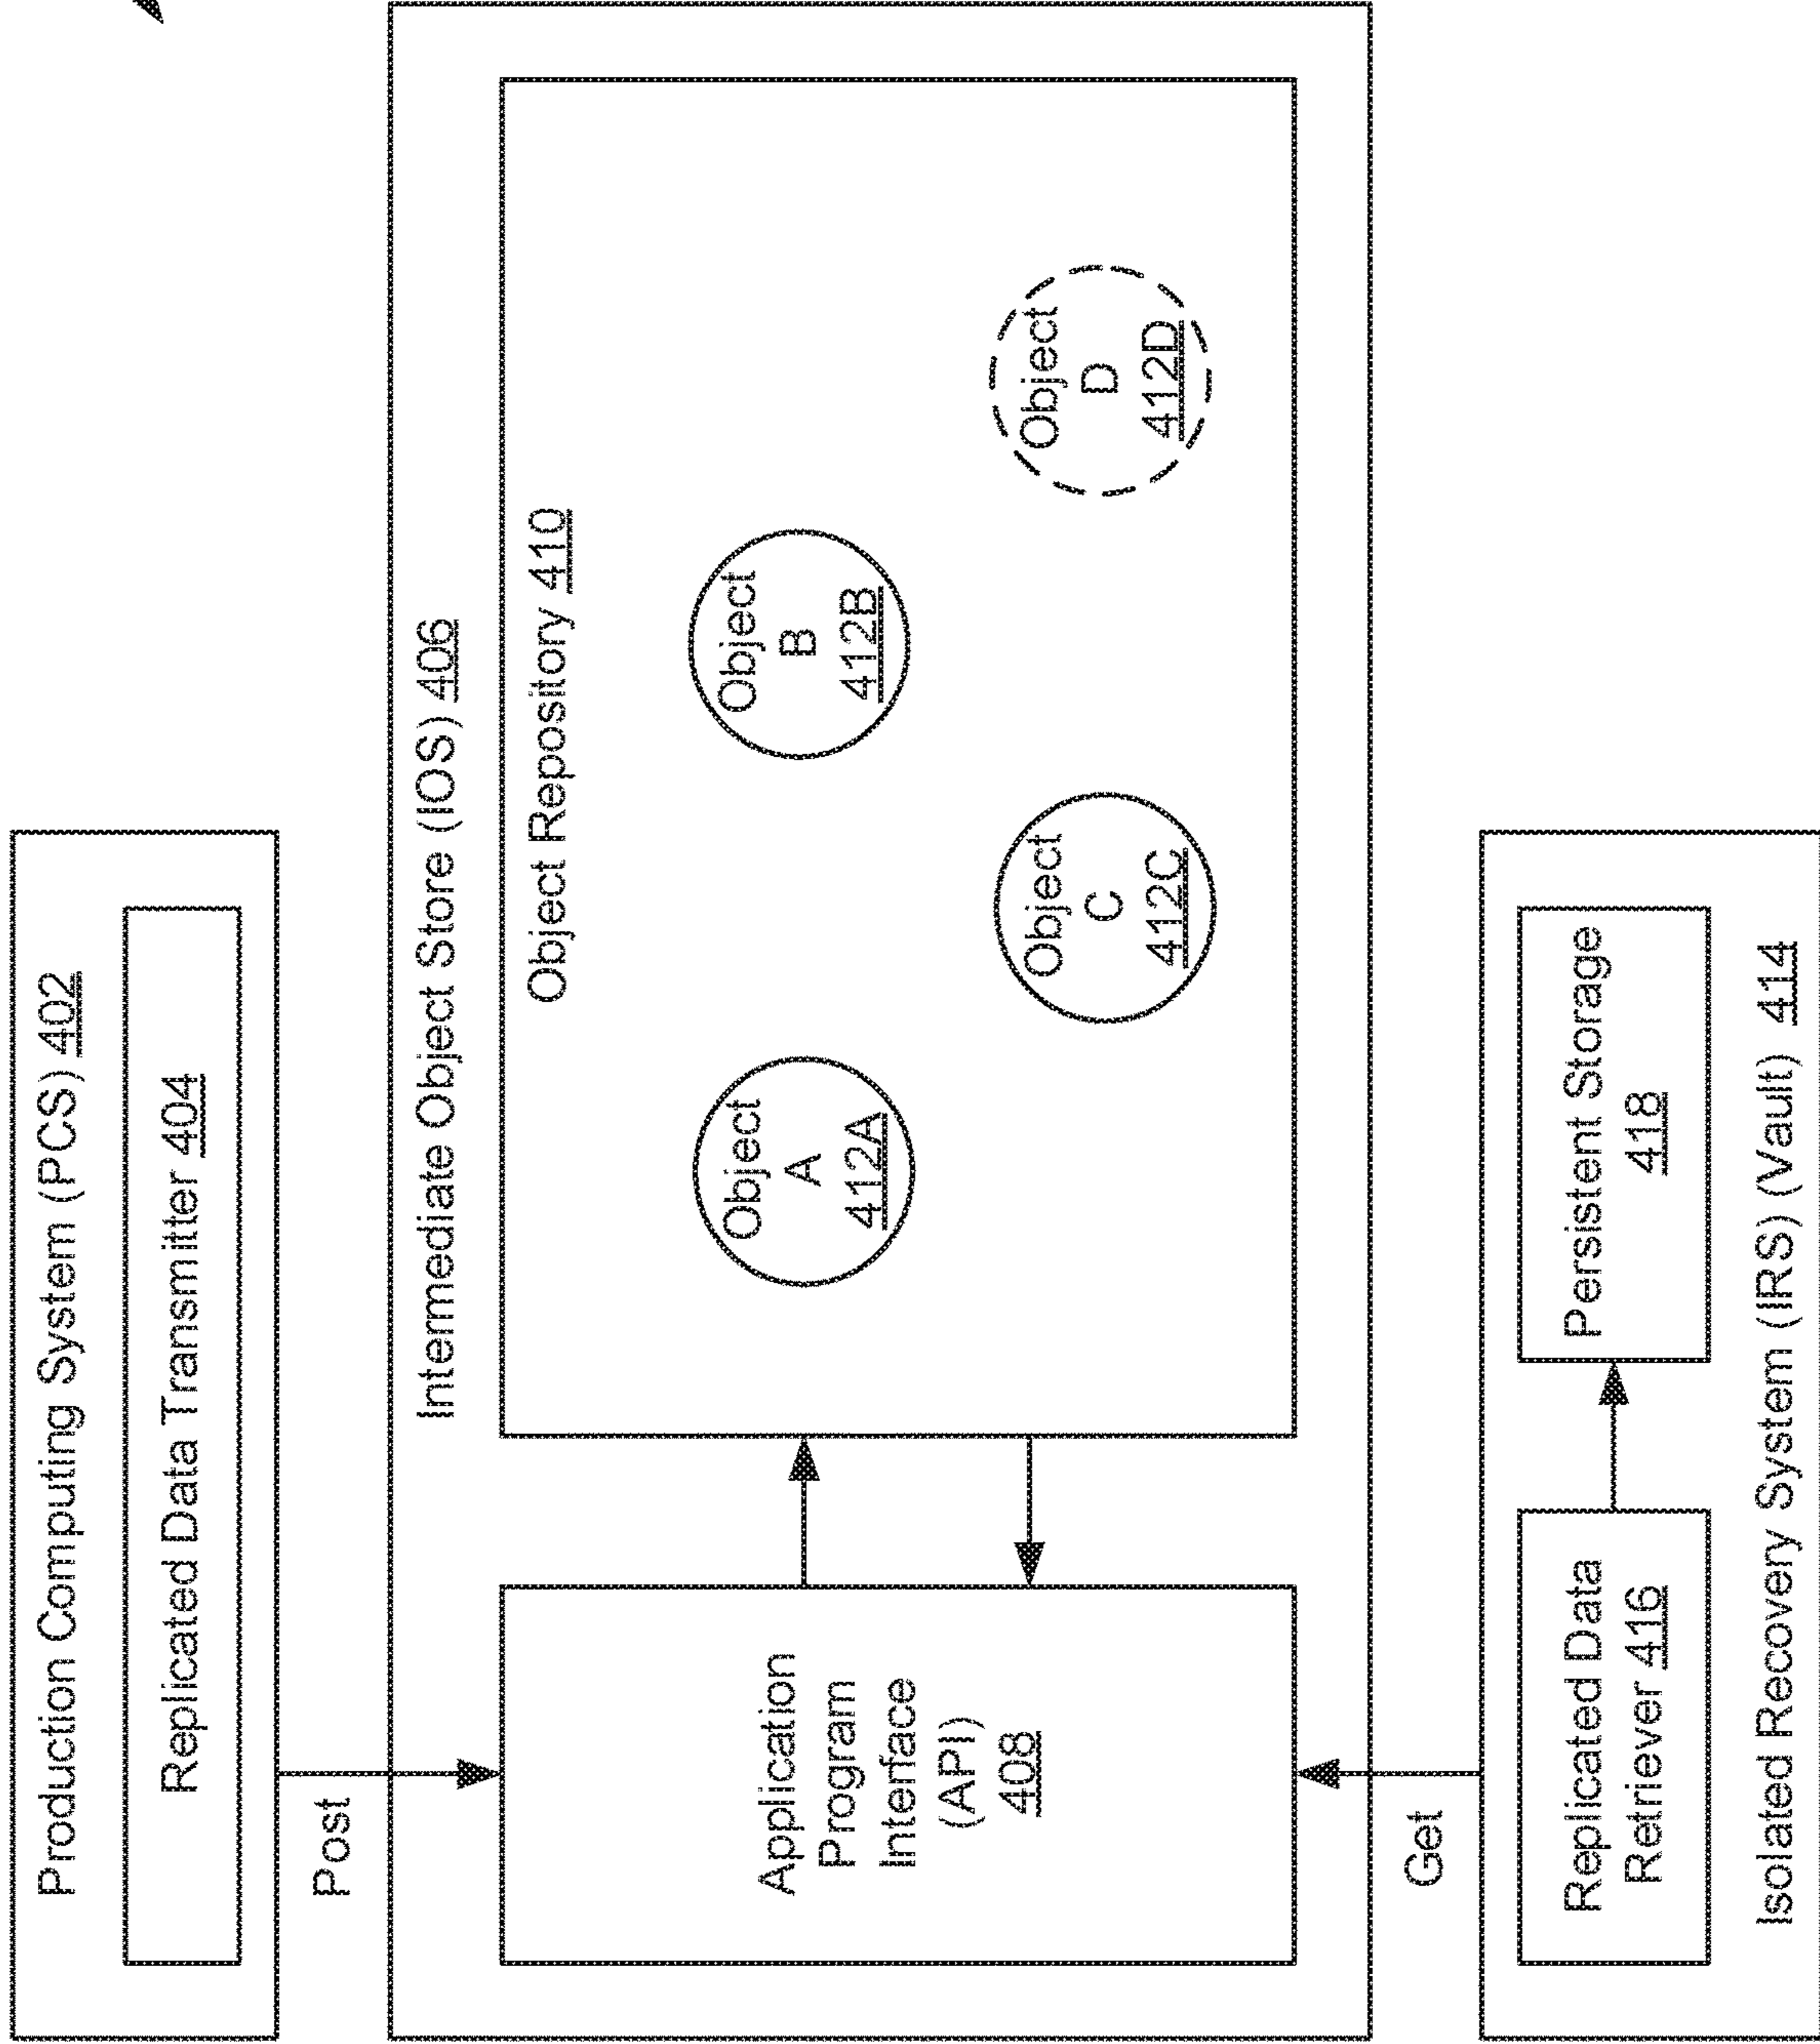 Production Computing System (PCS) 402
Replicated Data Transmitter 404
Post
Intermediate Object Store (IOS) 406
Application
Program
Interface
(API)
408
Object Repository 410
Object
A
412A
Object
B
412B
Object
C
412C
Object
D
412D
Get
Replicated Data
Retriever 416
Persistent Storage
418
Isolated Recovery System (IRS) (Vault) 414